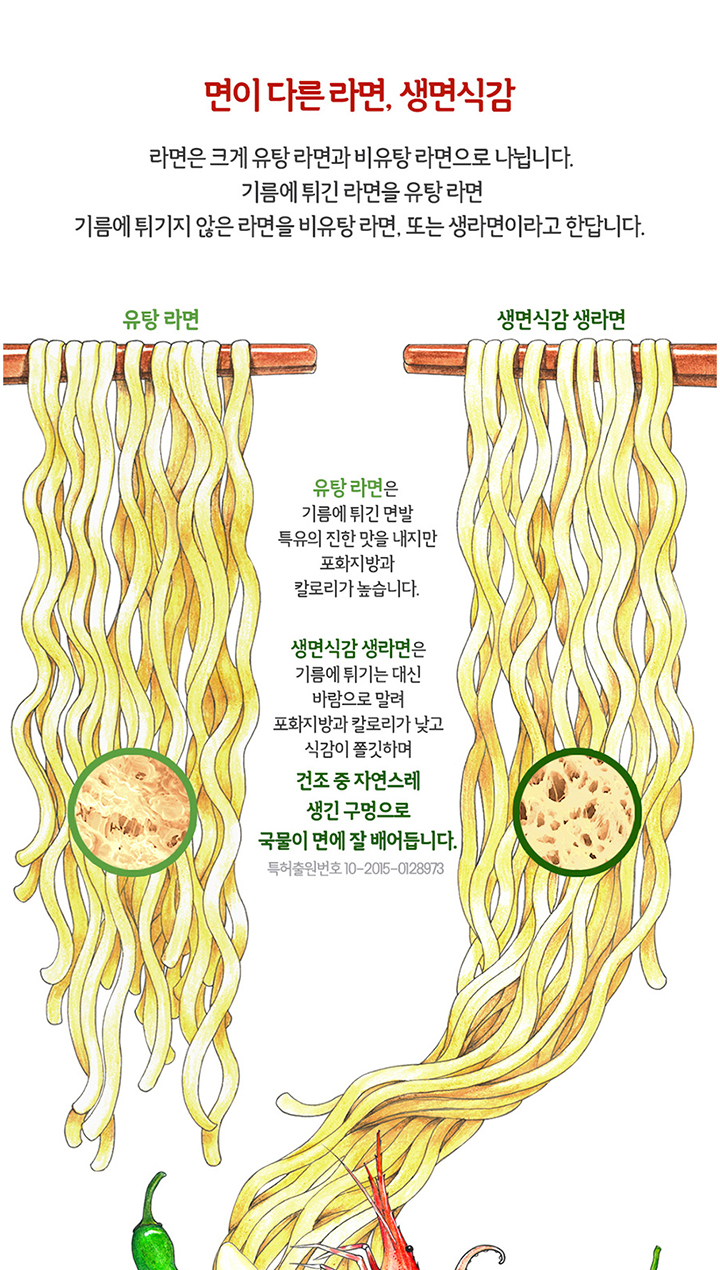 면이 다른 라면, 생면식감
라면은 크게 유탕 라면과 비유탕 라면으로 나뉩니다.
기름에 튀긴 라면을 유탕 라면
기름에 튀기지 않은 라면을 비유탕 라면, 또는 생라면이라고 한답니다.
유탕 라면
생면식감 생라면
유탕 라면은
기름에 튀긴 면발
특유의 진한 맛을 내지만
포화지방과
칼로리가 높습니다.
생면식감 생라면은
기름에 튀기는 대신
바람으로 말려
포화지방과 칼로리가 낮고
식감이 쫄깃하며
건조 중 자연스레
생긴 구멍으로
국물이 면에 잘 배어듭니다.
특허출원번호 10-2015-0128973